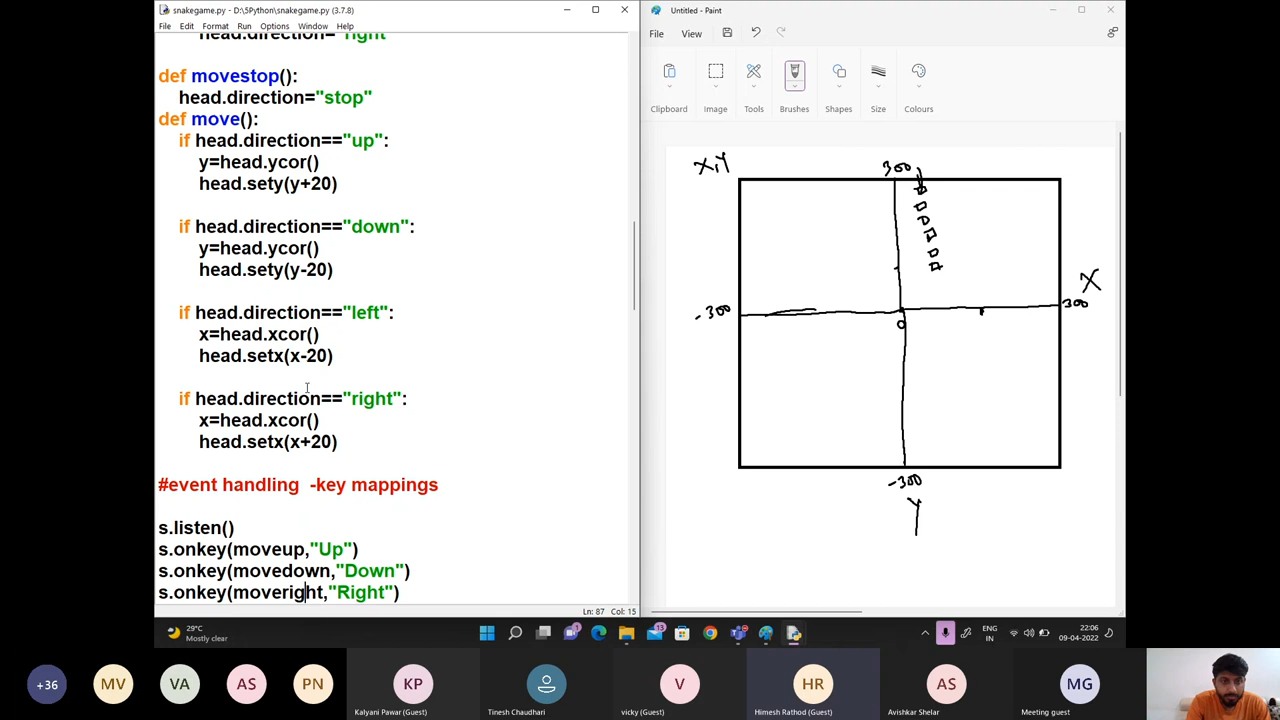 snakegame.py - D:\5Python\snakegame.py (3.7.8)
File Edit Format Run Options Window Help
head.direction="right"
def movestop():
head.direction="stop"
def move():
if head.direction=="up":
y=head.ycor()
head.sety(y+20)
if head.direction=="down":
y=head.ycor()
head.sety(y-20)
if head.direction=="left":
x=head.xcor()
head.setx(x-20)
if head.direction=="right":
x=head.xcor()
head.setx(x+20)
#event handling -key mappings
s.listen()
s.onkey(moveup,"Up")
s.onkey(movedown,"Down")
s.onkey(moveright,"Right")
Ln: 87 Col: 15
Untitled - Paint
File View
Clipboard Image Tools Brushes Shapes Size Colours
X,Y
300
X
-300
300
0
-300
Y
29°C
Mostly clear
1
13
ENG
IN
22:06
09-04-2022
+36 MV VA AS PN KP V HR AS MG
Kalyani Pawar (Guest) Tinesh Chaudhari vicky (Guest) Himesh Rathod (Guest) Avishkar Shelar Meeting guest